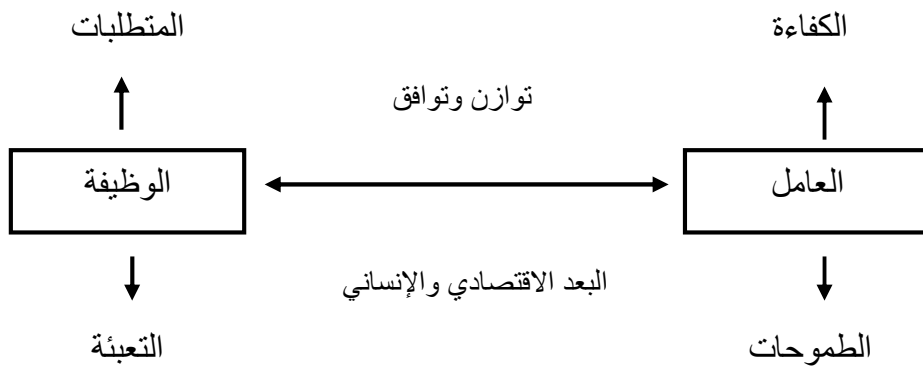 الكفاءة
المتطلبات
توازن وتوافق
العامل
الوظيفة
البعد الاقتصادي والإنساني
الطموحات
التعبئة